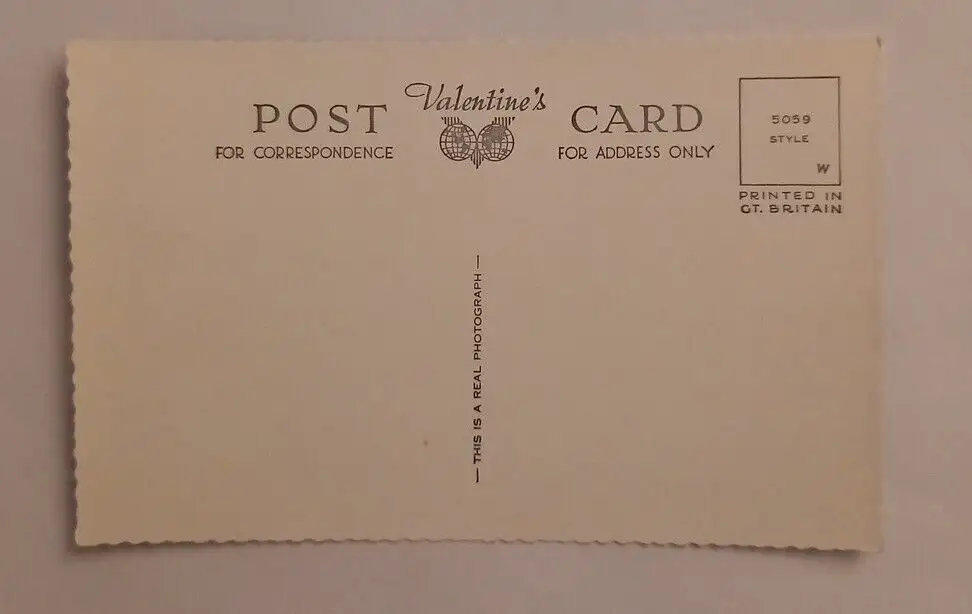 Valentine's
POST CARD
FOR CORRESPONDENCE
FOR ADDRESS ONLY
5059
STYLE
W
PRINTED IN
GT. BRITAIN
— THIS IS A REAL PHOTOGRAPH —